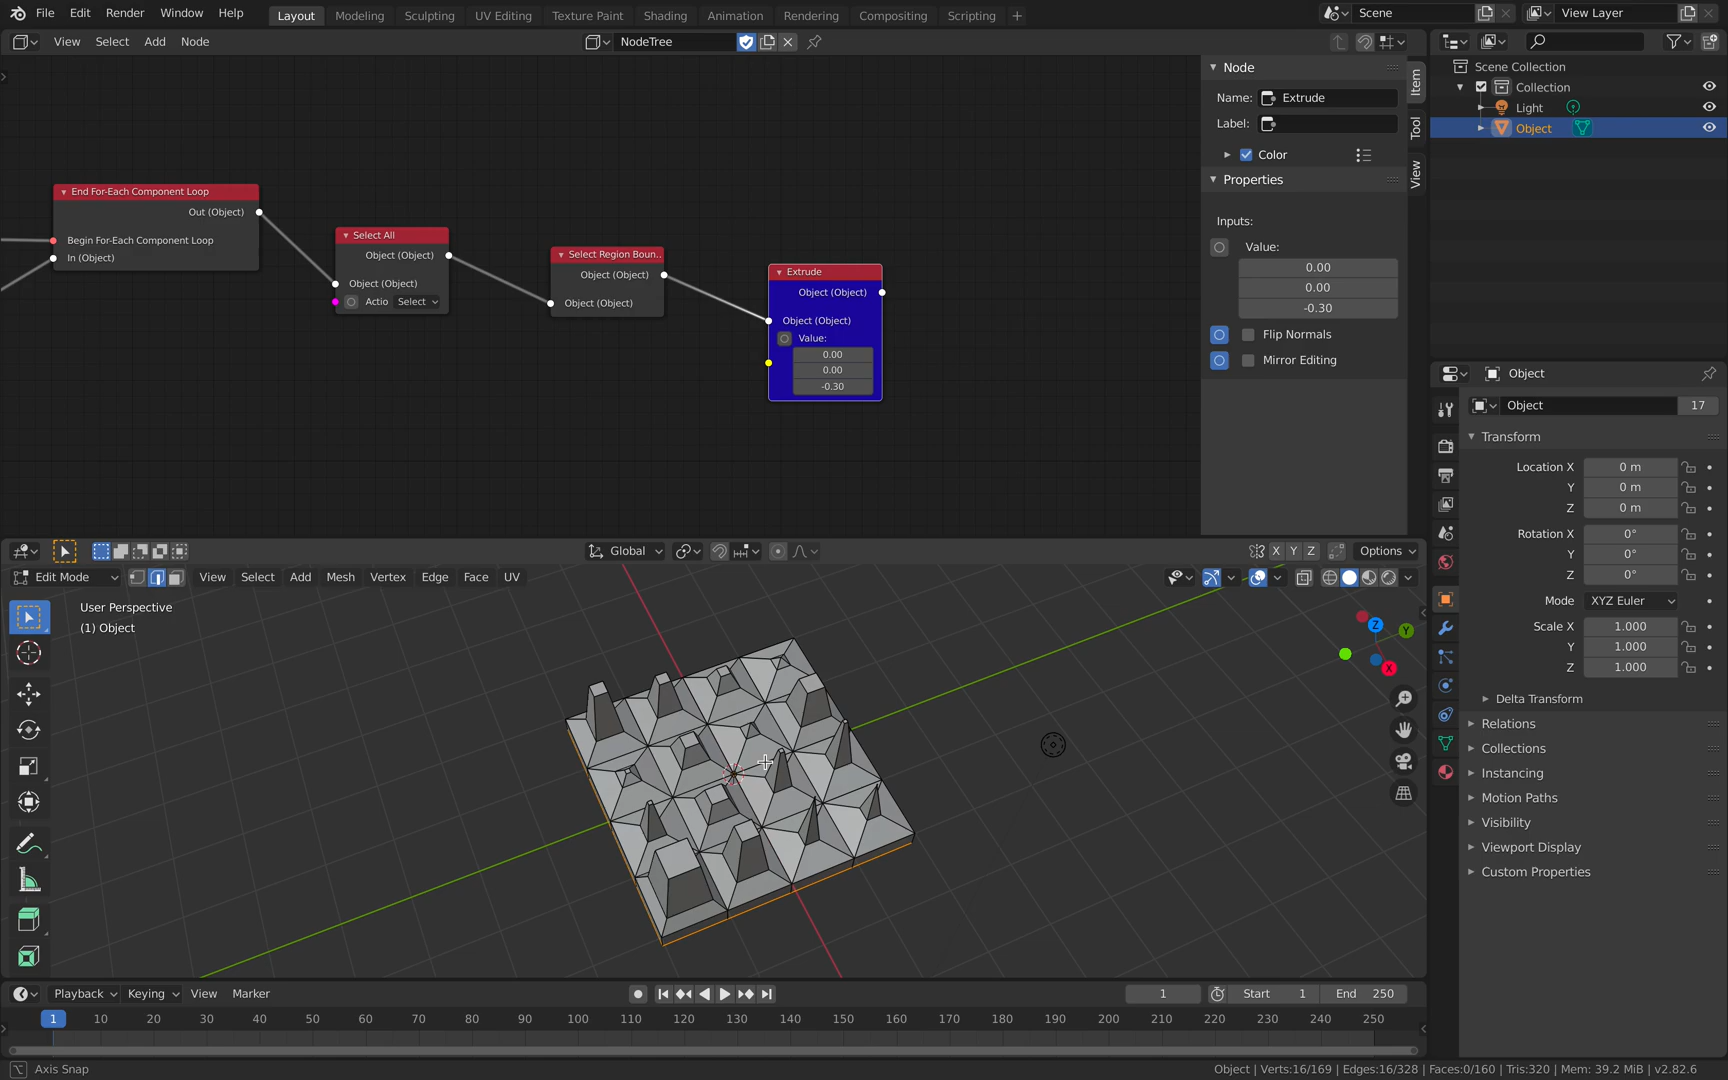 File Edit Render Window Help Layout Modeling Sculpting UV Editing Texture Paint Shading Animation Rendering Compositing Scripting + Scene View Layer
View Select Add Node NodeTree
Scene Collection
Collection
Light
Object
Node
Name: Extrude
Label:
Color
Properties
Inputs:
Value:
0.00
0.00
-0.30
Flip Normals
Mirror Editing
Item
Tool
View
End For-Each Component Loop
Out (Object)
Begin For-Each Component Loop
In (Object)
Select All
Object (Object)
Object (Object)
Actio Select
Select Region Boun..
Object (Object)
Object (Object)
Extrude
Object (Object)
Object (Object)
Value:
0.00
0.00
-0.30
Global X Y Z Options
Edit Mode View Select Add Mesh Vertex Edge Face UV
User Perspective
(1) Object
Z
Y
X
Object
Object 17
Transform
Location X 0 m
Y 0 m
Z 0 m
Rotation X 0°
Y 0°
Z 0°
Mode XYZ Euler
Scale X 1.000
Y 1.000
Z 1.000
Delta Transform
Relations
Collections
Instancing
Motion Paths
Visibility
Viewport Display
Custom Properties
Playback Keying View Marker 1 Start 1 End 250
1 10 20 30 40 50 60 70 80 90 100 110 120 130 140 150 160 170 180 190 200 210 220 230 240 250
Axis Snap Object | Verts:16/169 | Edges:16/328 | Faces:0/160 | Tris:320 | Mem: 39.2 MiB | v2.82.6